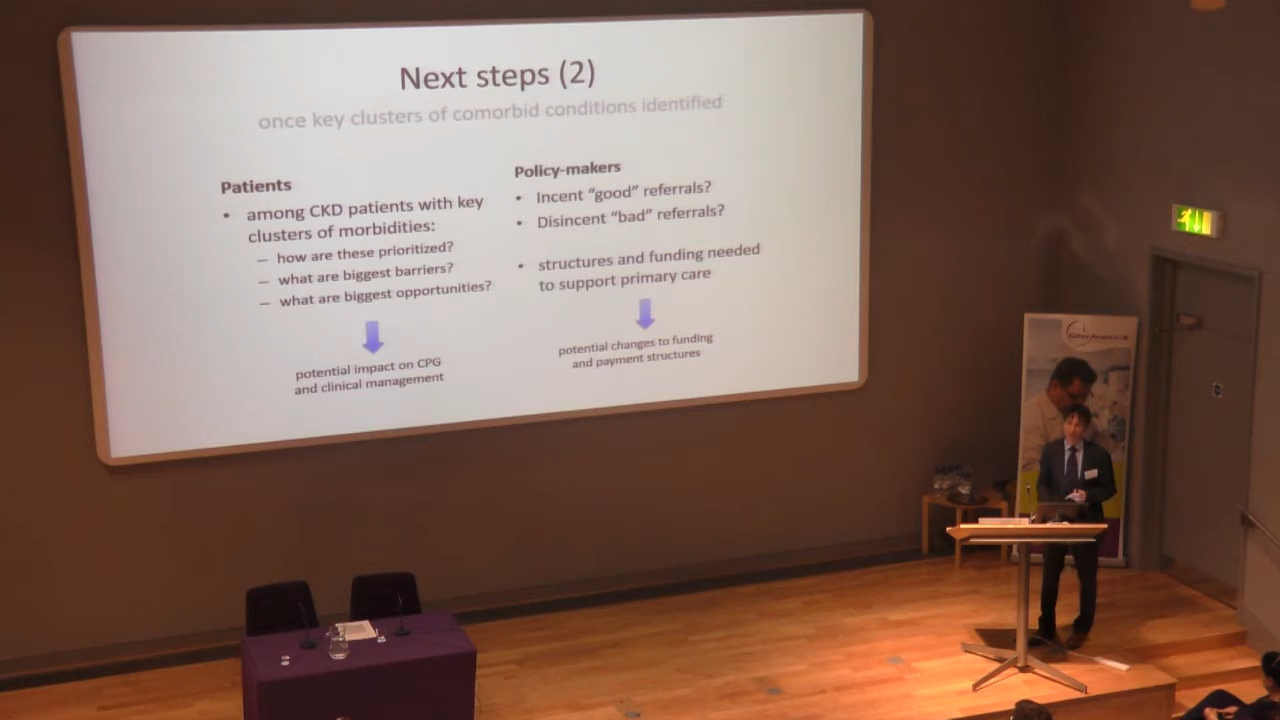 Next steps (2)
once key clusters of comorbid conditions identified
Patients
• among CKD patients with key
clusters of morbidities:
– how are these prioritized?
– what are biggest barriers?
– what are biggest opportunities?
potential impact on CPG
and clinical management
Policy-makers
• Incent “good” referrals?
• Disincent “bad” referrals?
• structures and funding needed
to support primary care
potential changes to funding
and payment structures
Kidney Research UK